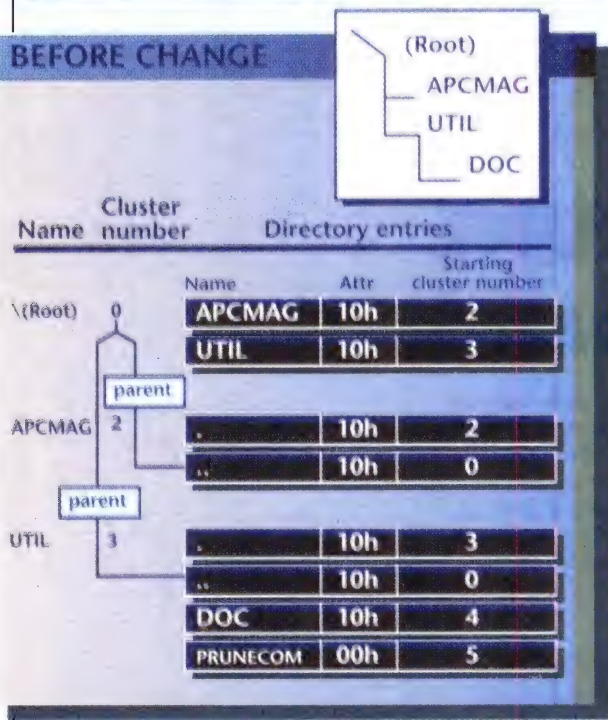 BEFORE CHANGE
(Root)
APCMAG
UTIL
DOC
Name Cluster number Directory entries
Name Attr Starting cluster number
\(Root) 0 APCMAG 10h 2
UTIL 10h 3
parent
APCMAG 2 . 10h 2
.. 10h 0
parent
UTIL 3 . 10h 3
.. 10h 0
DOC 10h 4
PRUNECOM 00h 5